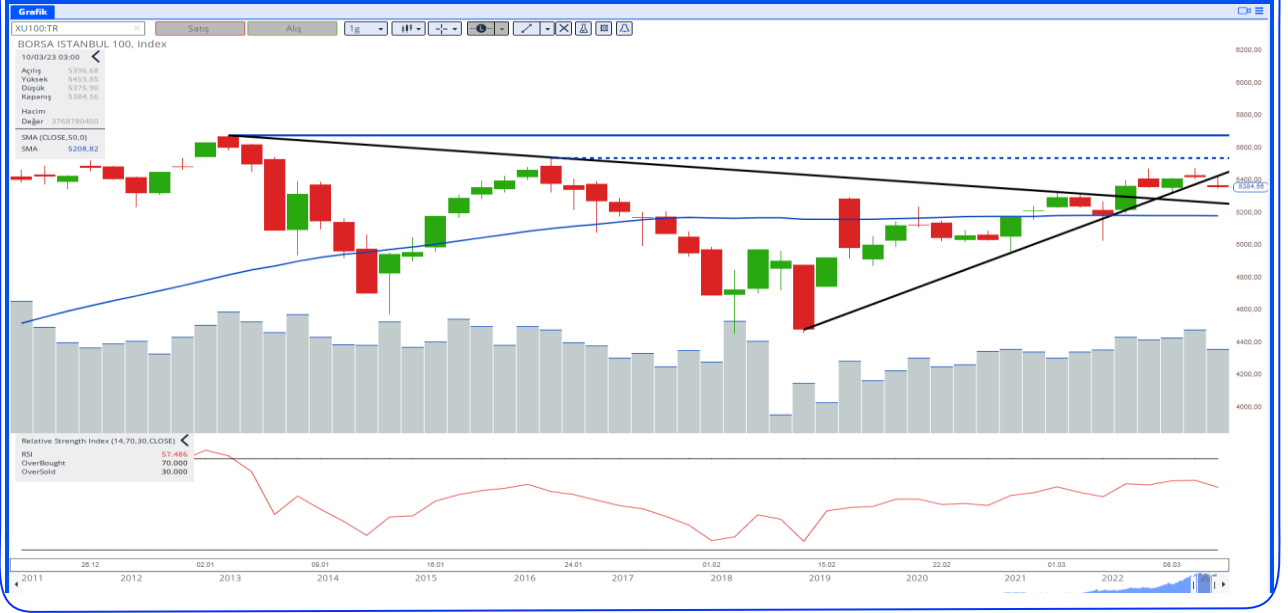 Grafik
XU100:TR
Satış
Alış
1g
BORSA ISTANBUL 100, Index
10/03/23 03:00
Açılış 5396,68
Yüksek 5453,85
Düşük 5375,90
Kapanış 5384,56
Hacim
Değer 3768780400
SMA (CLOSE,50,0)
SMA 5208,82
6200,00
6000,00
5800,00
5600,00
5400,00
5384,56
5200,00
5000,00
4800,00
4600,00
4400,00
4200,00
4000,00
Relative Strength Index (14,70,30,CLOSE)
RSI 57.486
OverBought 70.000
OverSold 30.000
26.12 02.01 09.01 16.01 24.01 01.02 15.02 22.02 01.03 08.03
2011 2012 2013 2014 2015 2016 2017 2018 2019 2020 2021 2022